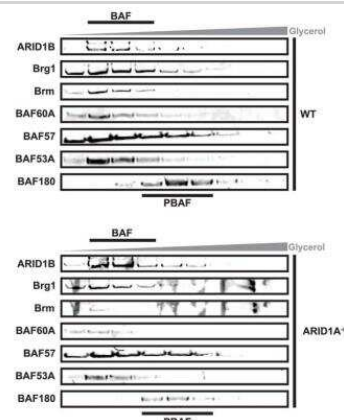 BAF
Glycerol
ARID1B
Brg1
Brm
BAF60A
BAF57
BAF53A
BAF180
WT
PBAF
BAF
Glycerol
ARID1B
Brg1
Brm
BAF60A
BAF57
BAF53A
BAF180
PBAF